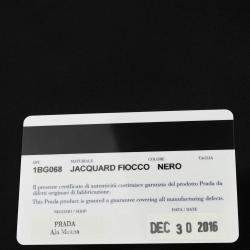 ART. MATERIALE COLORE TAGLIA
1BG068 JACQUARD FIOCCO NERO
Il presente certificato di autenticità costituisce garanzia del prodotto Prada da
difetti originari di fabbricazione.
This Prada product is granted a guarantee covering all manufacturing defects.
NEGOZIO / SHOP DATA / DATE
PRADA DEC 30 2016
Ala Moana